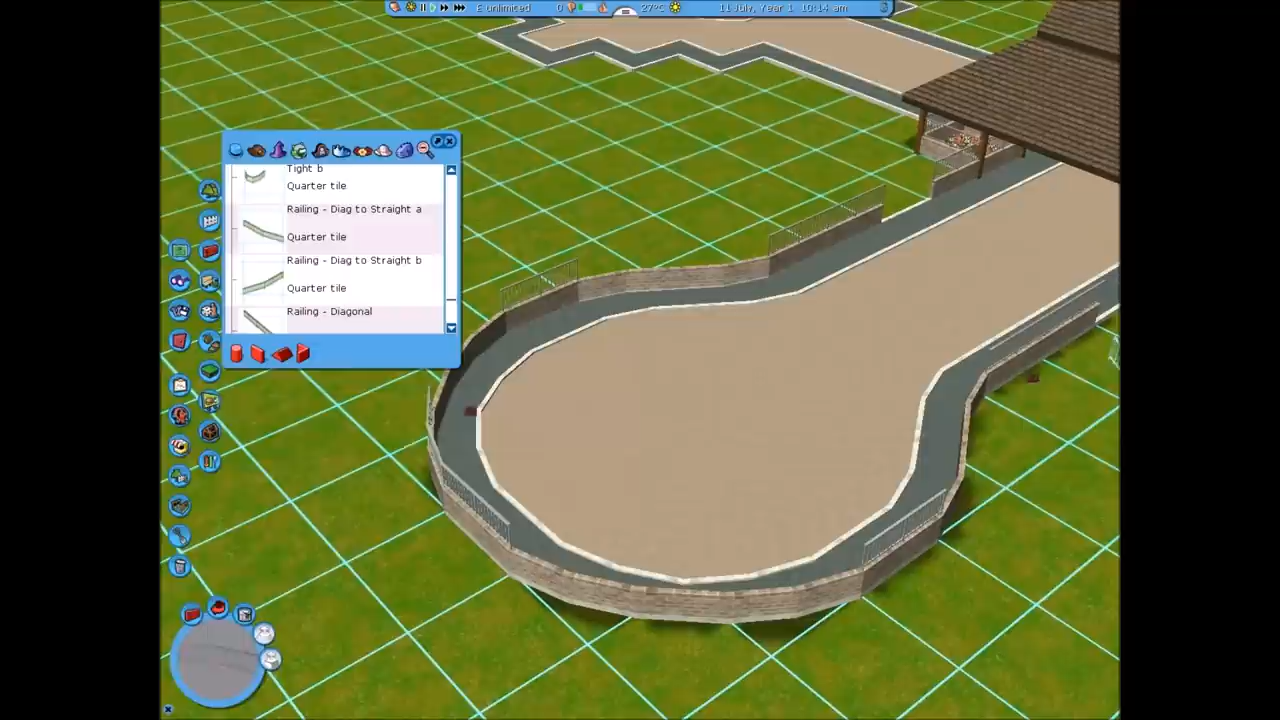 £ unlimited 0 27°C 11 July, Year 1 10:14 am
Tight b
Quarter tile
Railing - Diag to Straight a
Quarter tile
Railing - Diag to Straight b
Quarter tile
Railing - Diagonal